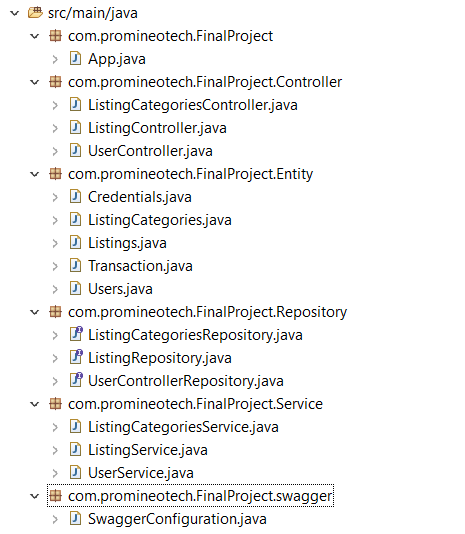 src/main/java
com.promineotech.FinalProject
App.java
com.promineotech.FinalProject.Controller
ListingCategoriesController.java
ListingController.java
UserController.java
com.promineotech.FinalProject.Entity
Credentials.java
ListingCategories.java
Listings.java
Transaction.java
Users.java
com.promineotech.FinalProject.Repository
ListingCategoriesRepository.java
ListingRepository.java
UserControllerRepository.java
com.promineotech.FinalProject.Service
ListingCategoriesService.java
ListingService.java
UserService.java
com.promineotech.FinalProject.swagger
SwaggerConfiguration.java